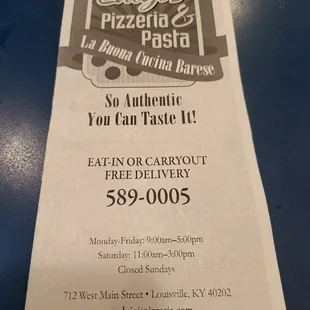 Pizzeria &
Pasta
La Buona Cucina Barese
So Authentic
You Can Taste It!
EAT-IN OR CARRYOUT
FREE DELIVERY
589-0005
Monday-Friday: 9:00am–5:00pm
Saturday: 11:00am–3:00pm
Closed Sundays
712 West Main Street • Louisville, KY 40202